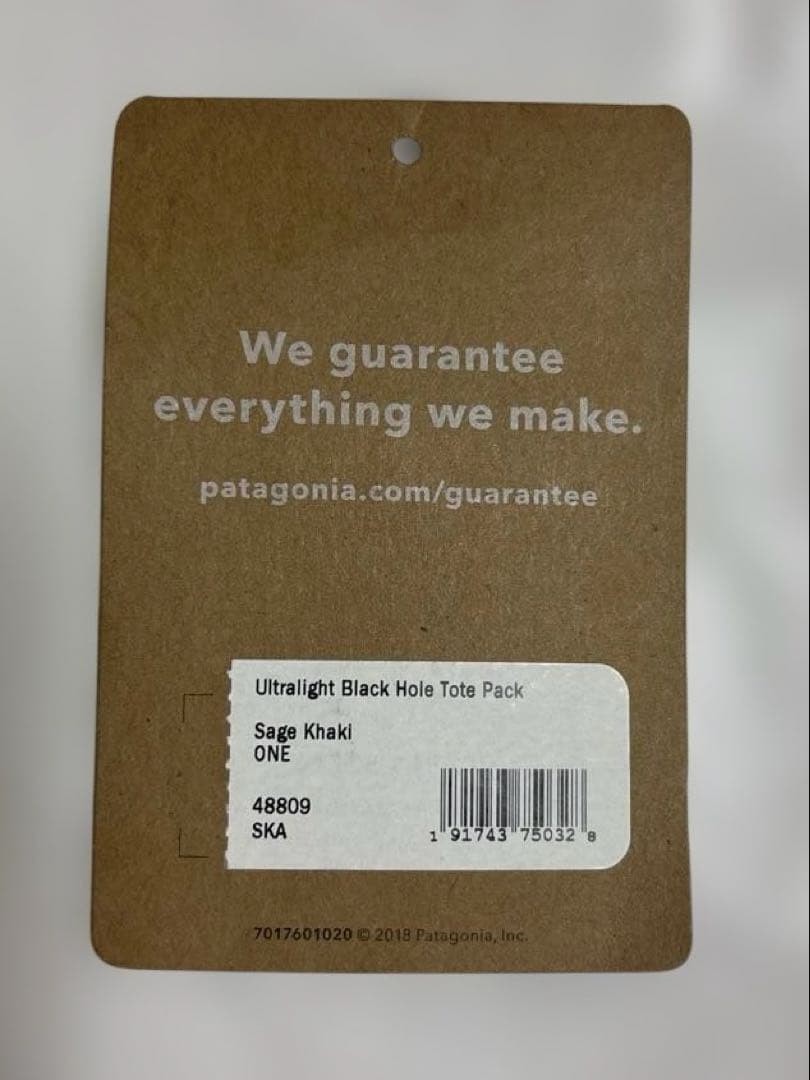 We guarantee
everything we make.
patagonia.com/guarantee
Ultralight Black Hole Tote Pack
Sage Khaki
ONE
48809
SKA
1 91743 75032 8
7017601020 © 2018 Patagonia, Inc.